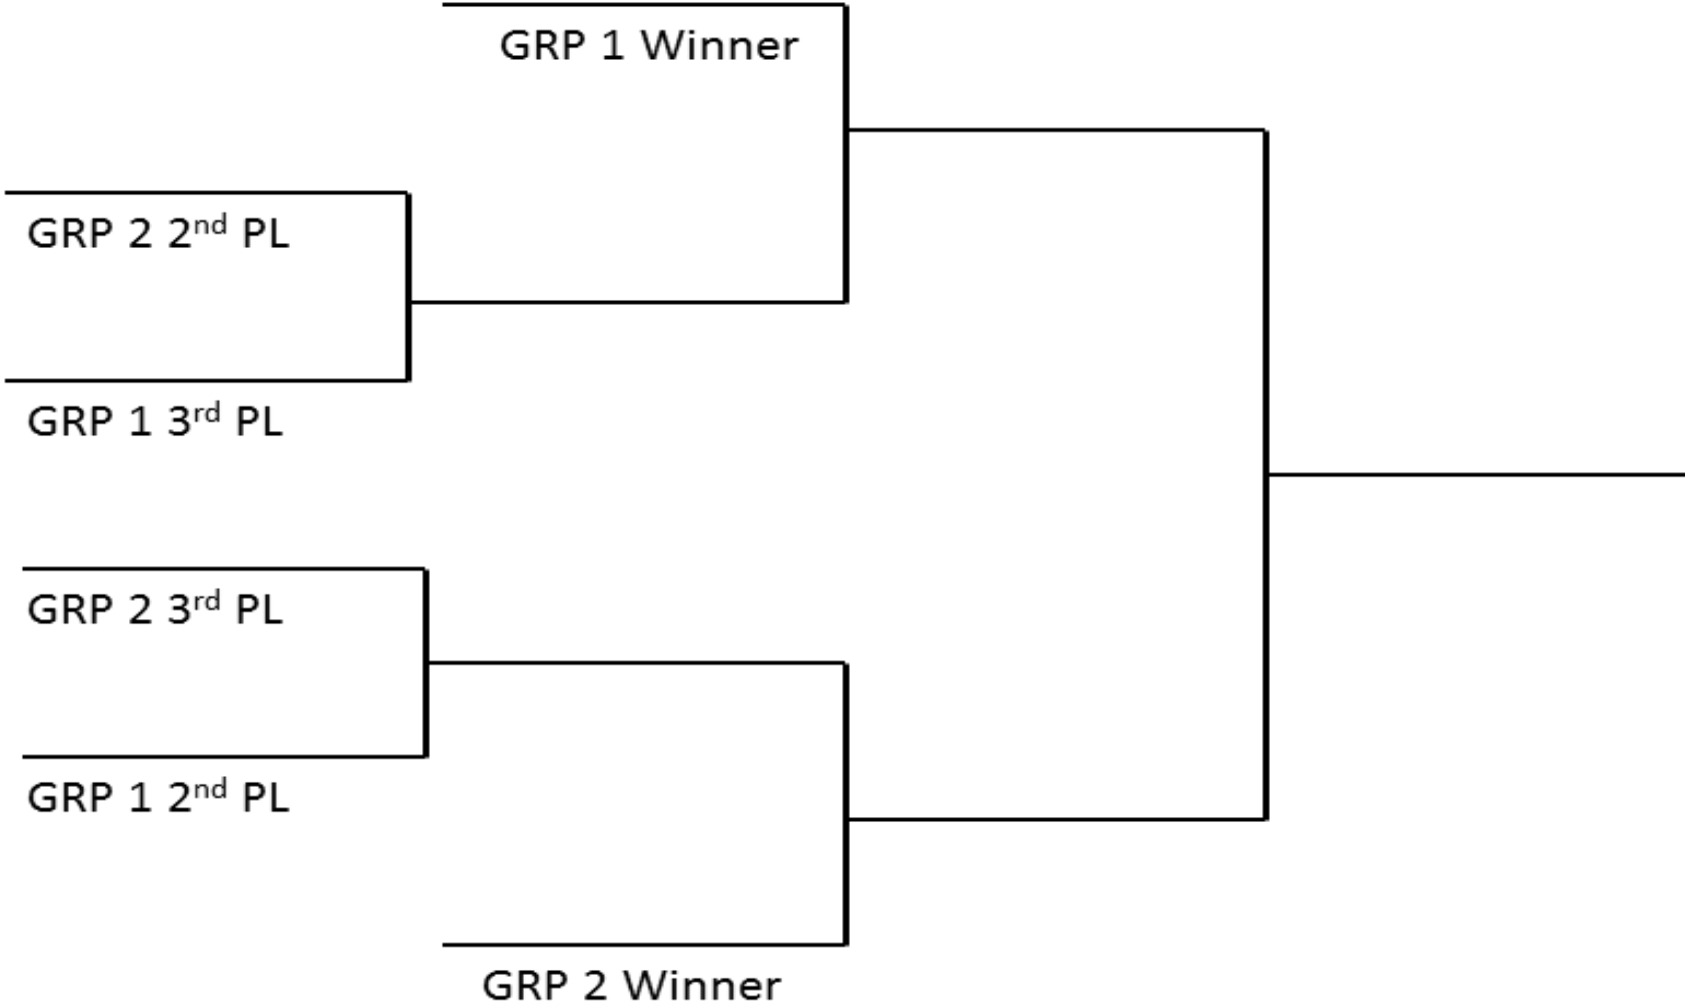 GRP 1 Winner
GRP 2 2nd PL
GRP 1 3rd PL
GRP 2 3rd PL
GRP 1 2nd PL
GRP 2 Winner